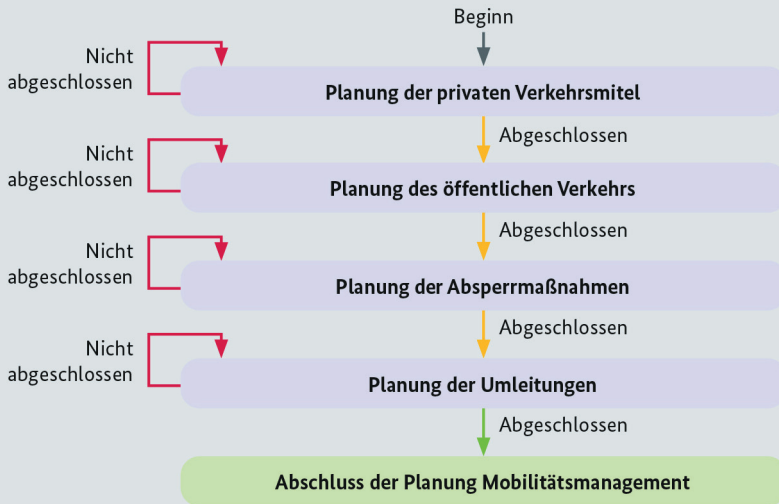 Beginn
Nicht
abgeschlossen
Planung der privaten Verkehrsmitel
Abgeschlossen
Nicht
abgeschlossen
Planung des öffentlichen Verkehrs
Abgeschlossen
Nicht
abgeschlossen
Planung der Absperrmaßnahmen
Abgeschlossen
Nicht
abgeschlossen
Planung der Umleitungen
Abgeschlossen
Abschluss der Planung Mobilitätsmanagement